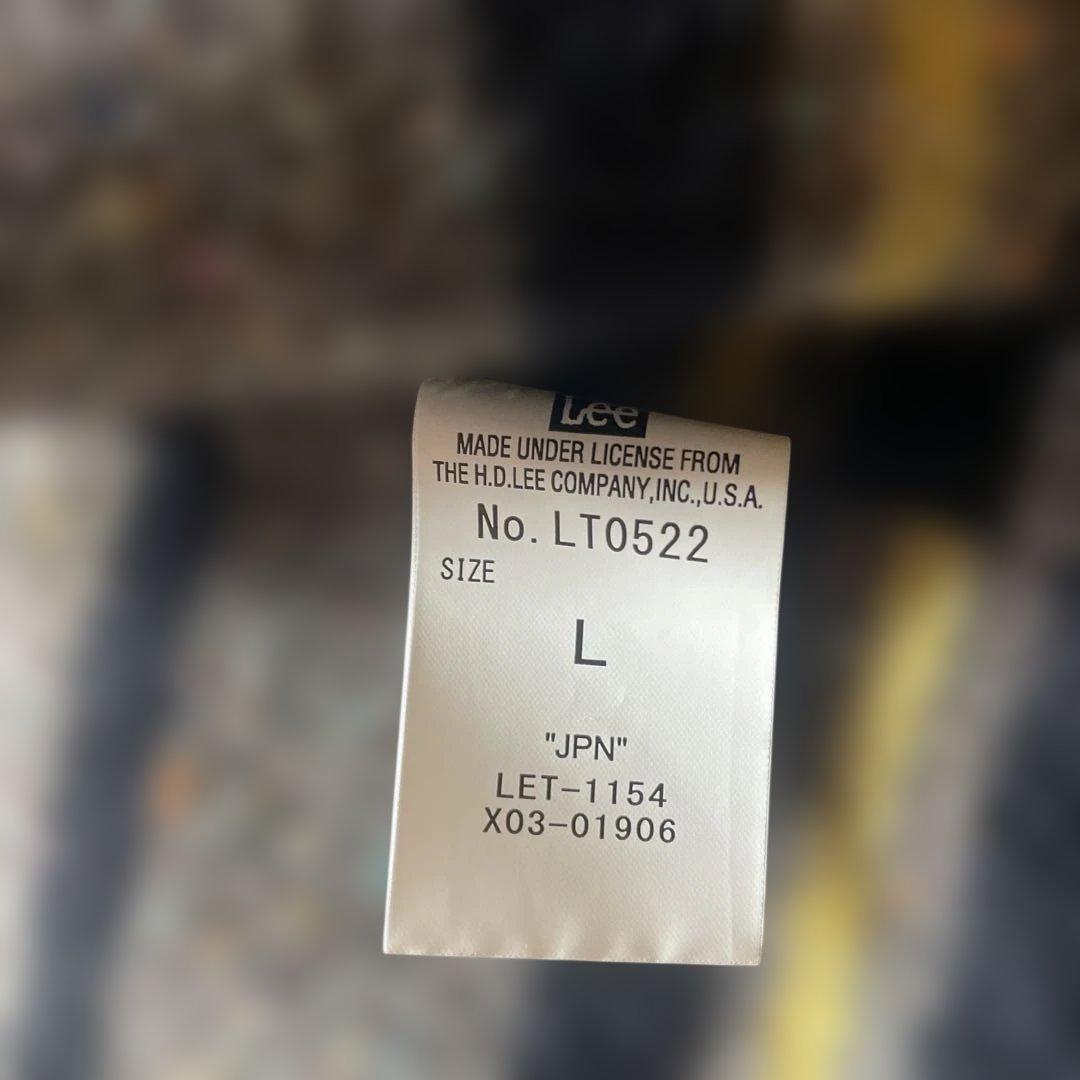 Lee
MADE UNDER LICENSE FROM
THE H.D.LEE COMPANY,INC.,U.S.A.
No. LT0522
SIZE
L
"JPN"
LET-1154
X03-01906